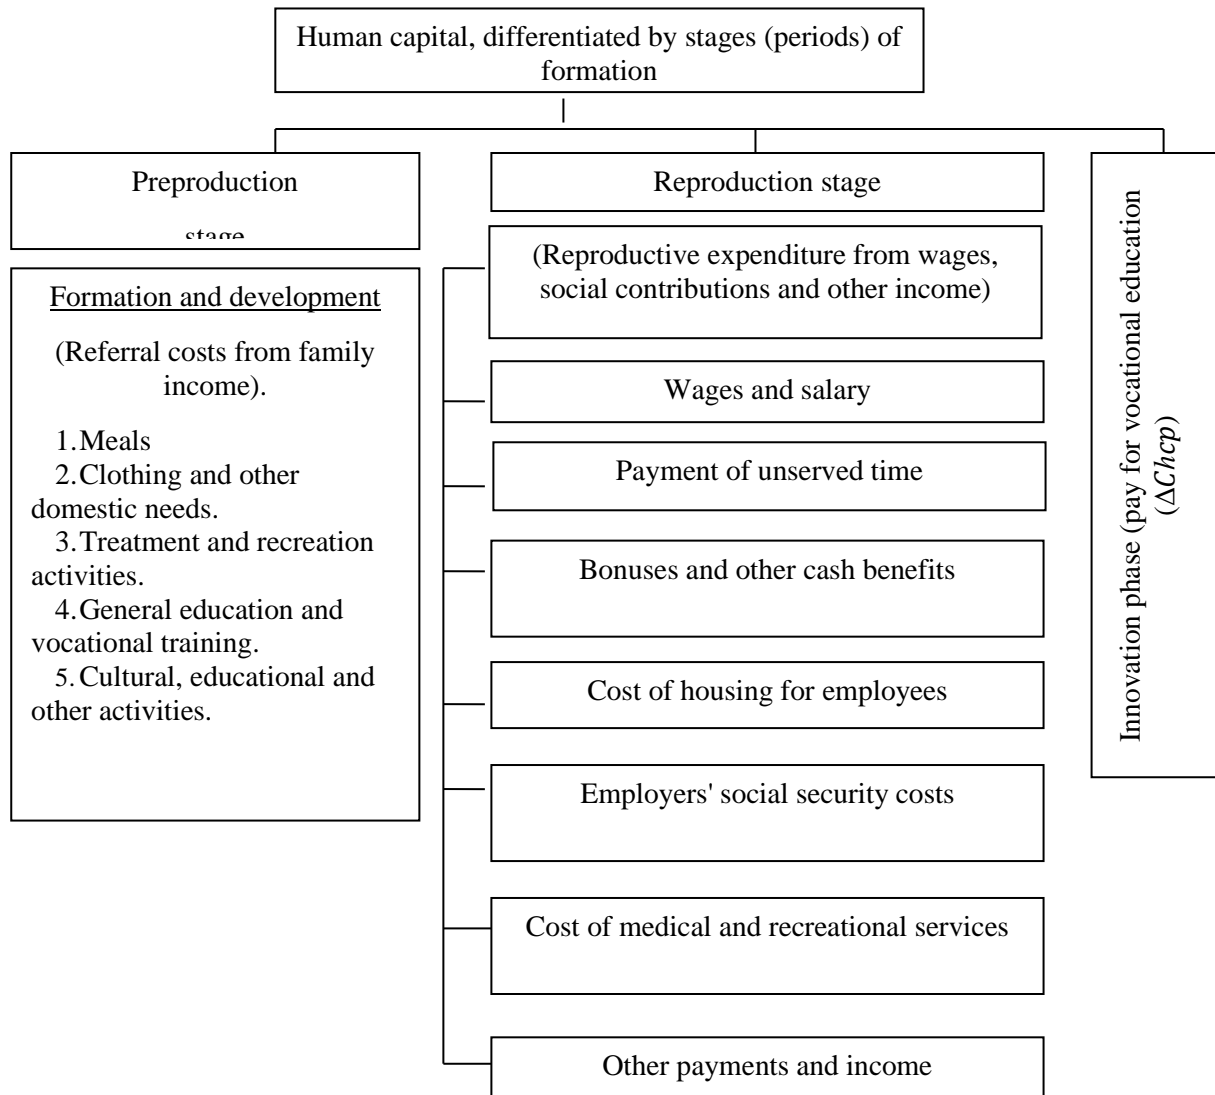 Human capital, differentiated by stages (periods) of
formation
Preproduction
stage
Formation and development
(Referral costs from family
income).
1. Meals
2. Clothing and other
domestic needs.
3. Treatment and recreation
activities.
4. General education and
vocational training.
5. Cultural, educational and
other activities.
Reproduction stage
(Reproductive expenditure from wages,
social contributions and other income)
Wages and salary
Payment of unserved time
Bonuses and other cash benefits
Cost of housing for employees
Employers' social security costs
Cost of medical and recreational services
Other payments and income
Innovation phase (pay for vocational education
(ΔChcp)